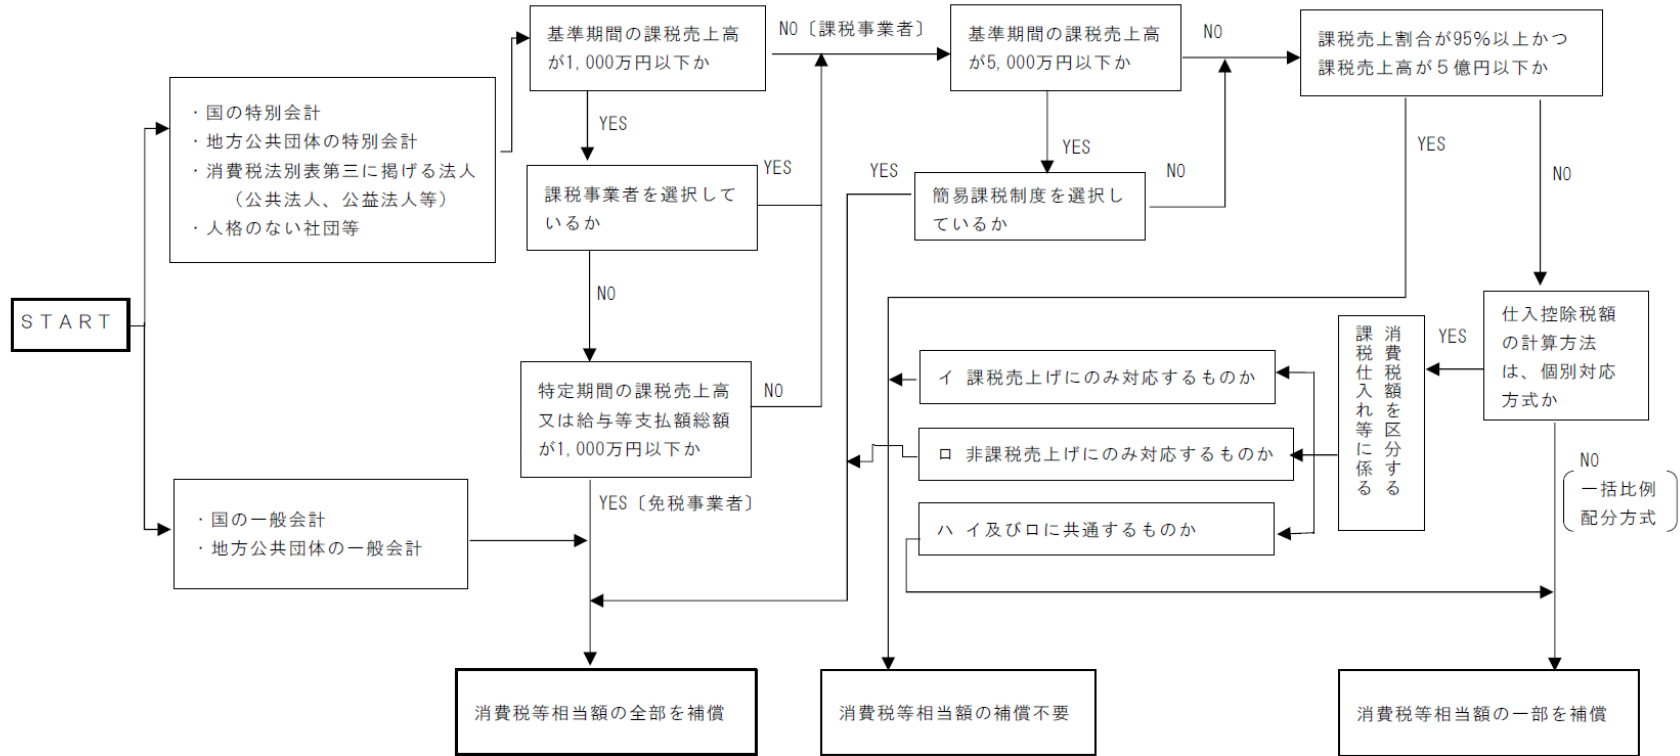 START
・国の特別会計
・地方公共団体の特別会計
・消費税法別表第三に掲げる法人
（公共法人、公益法人等）
・人格のない社団等
・国の一般会計
・地方公共団体の一般会計
基準期間の課税売上高
が1,000万円以下か
NO〔課税事業者〕
YES
課税事業者を選択して
いるか
YES
NO
特定期間の課税売上高
又は給与等支払額総額
が1,000万円以下か
NO
YES〔免税事業者〕
基準期間の課税売上高
が5,000万円以下か
NO
YES
簡易課税制度を選択し
ているか
YES
NO
課税売上割合が95%以上かつ
課税売上高が５億円以下か
YES
NO
仕入控除税額
の計算方法
は、個別対応
方式か
YES
NO
一括比例
配分方式
消費税額を区分する
課税仕入れ等に係る
イ 課税売上げにのみ対応するものか
ロ 非課税売上げにのみ対応するものか
ハ イ及びロに共通するものか
消費税等相当額の全部を補償
消費税等相当額の補償不要
消費税等相当額の一部を補償